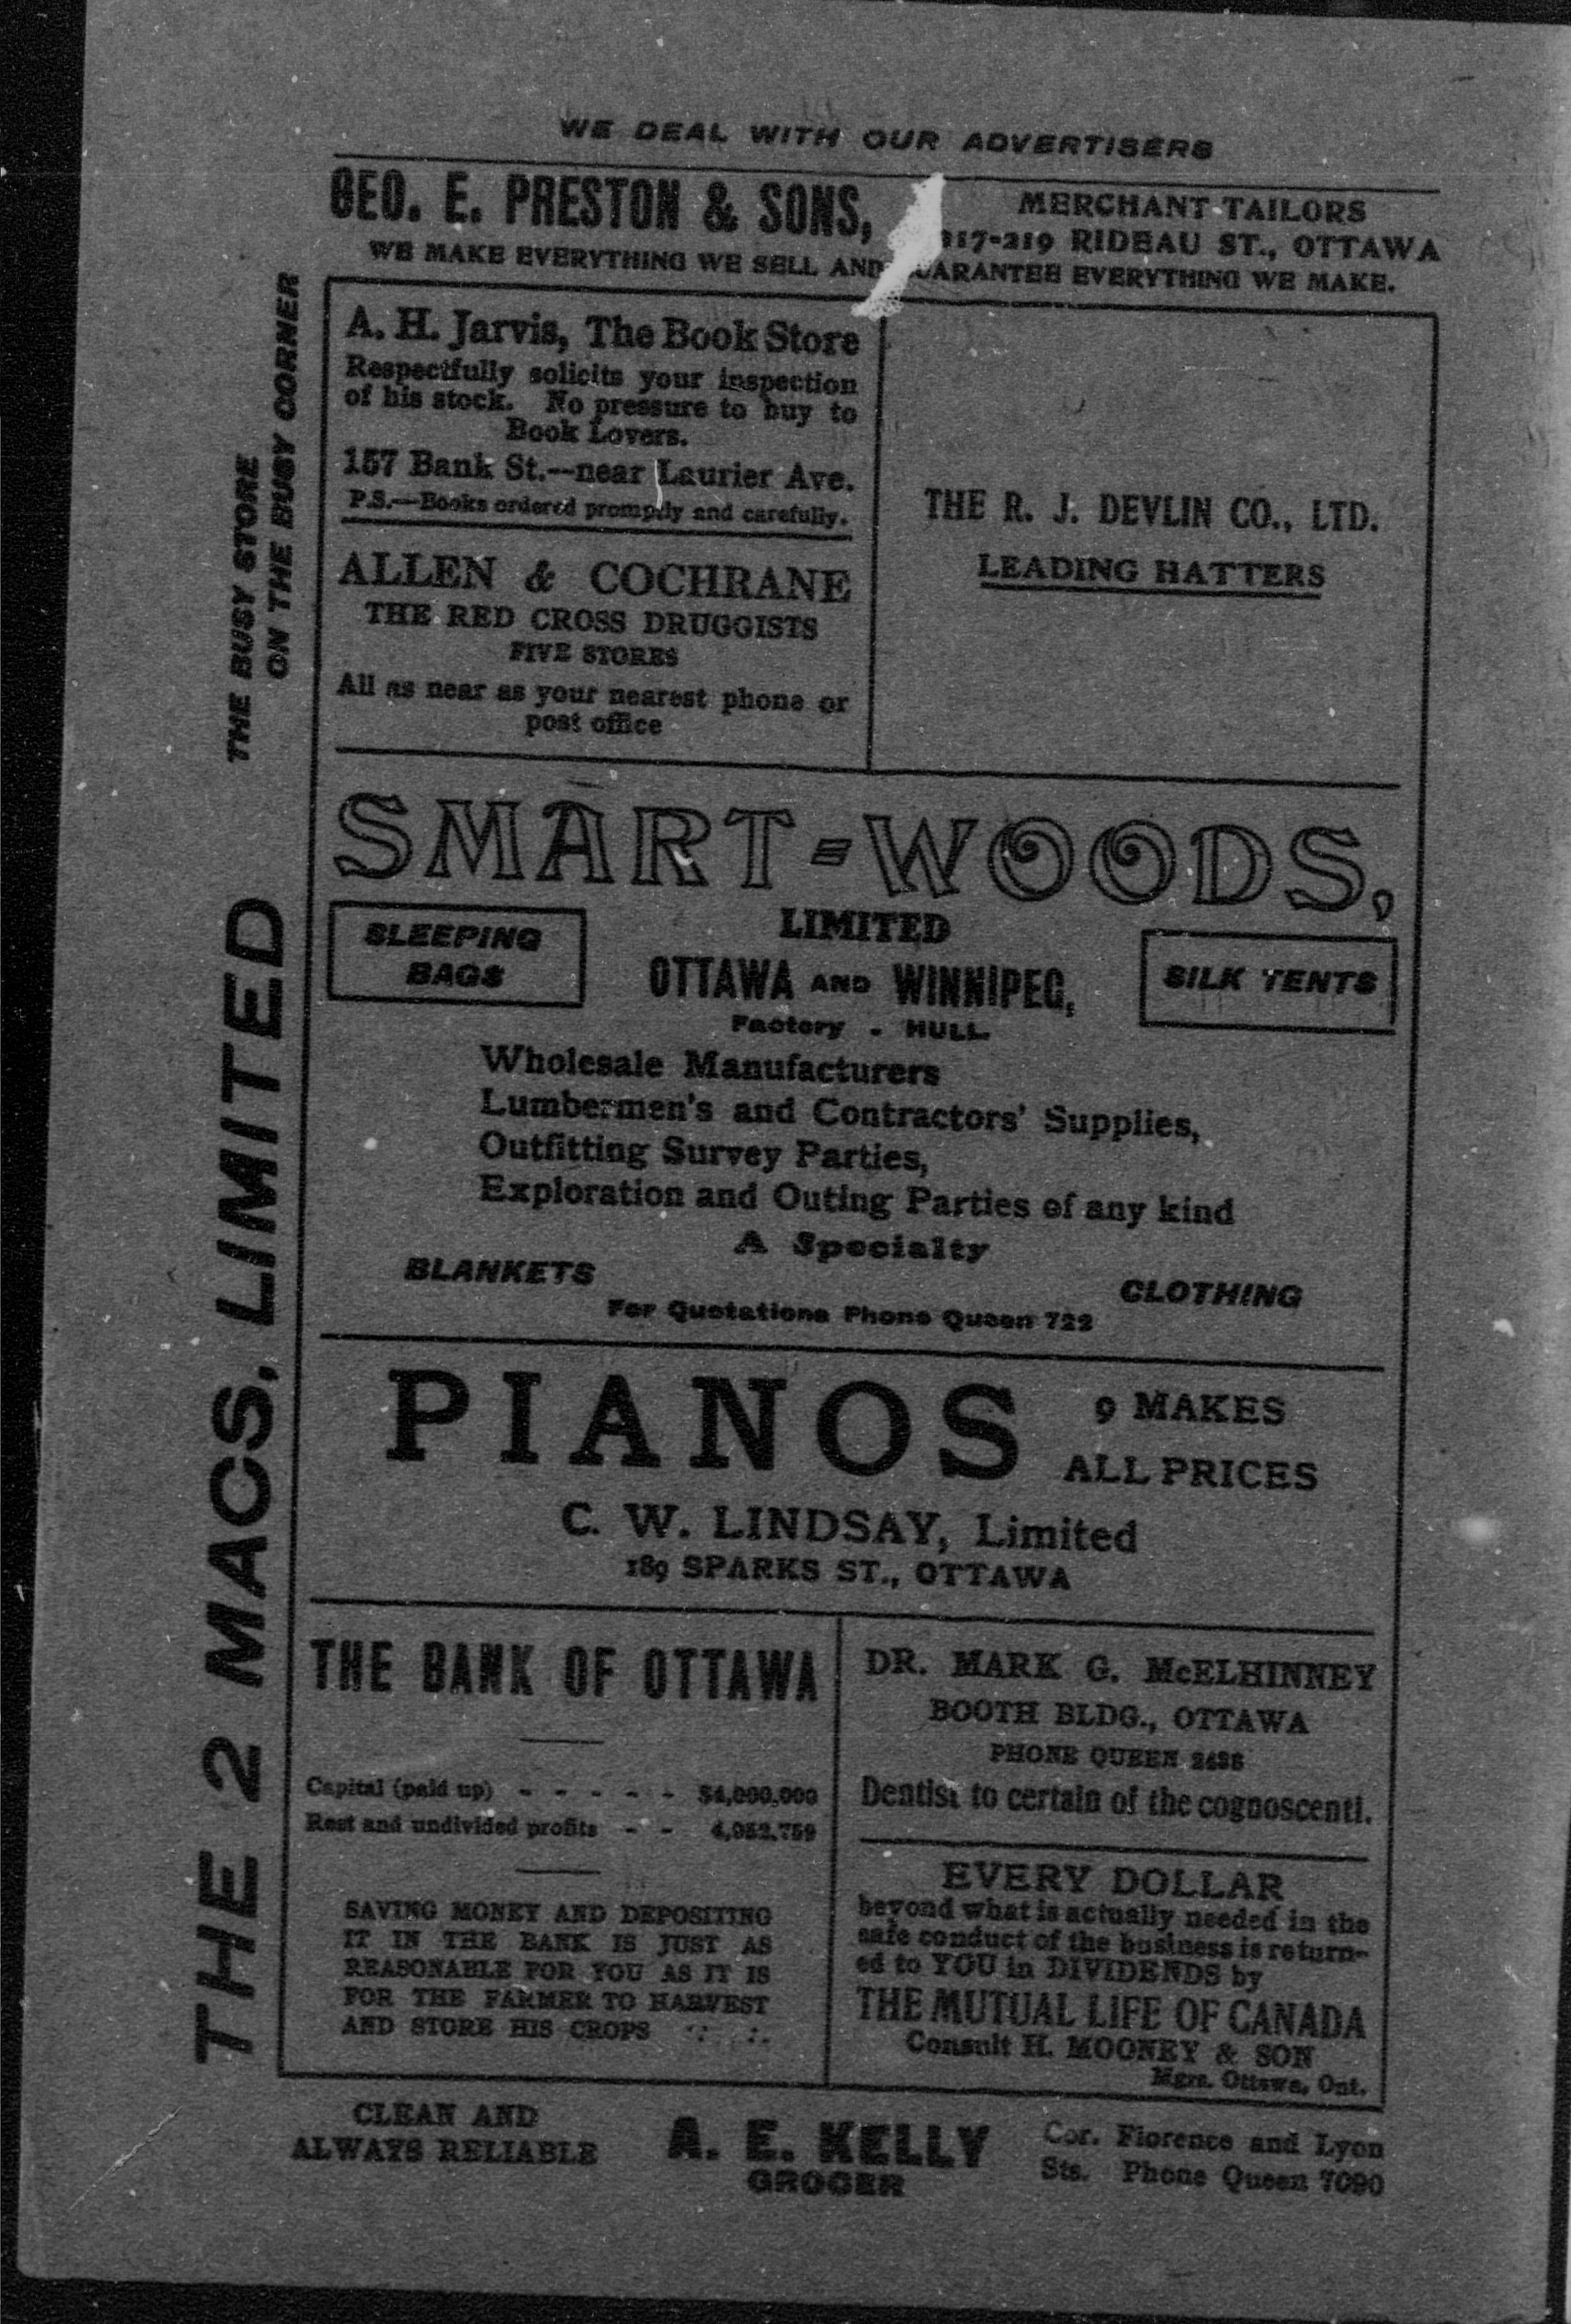 WE DEAL WITH OUR ADVERTISERS
GEO. E. PRESTON & SONS,
MERCHANT TAILORS
217-219 RIDEAU ST., OTTAWA
WE MAKE EVERYTHING WE SELL AND GUARANTEE EVERYTHING WE MAKE.
THE 2 MACS, LIMITED
THE BUSY STORE
ON THE BUSY CORNER
A. H. Jarvis, The Book Store
Respectfully solicits your inspection
of his stock. No pressure to buy to
Book Lovers.
157 Bank St.--near Laurier Ave.
P.S.—Books ordered promptly and carefully.
ALLEN & COCHRANE
THE RED CROSS DRUGGISTS
FIVE STORES
All as near as your nearest phone or
post office
THE R. J. DEVLIN CO., LTD.
LEADING HATTERS
SMART-WOODS,
LIMITED
SLEEPING
BAGS
OTTAWA AND WINNIPEG,
SILK TENTS
Factory - HULL
Wholesale Manufacturers
Lumbermen's and Contractors' Supplies,
Outfitting Survey Parties,
Exploration and Outing Parties of any kind
A Specialty
BLANKETS
CLOTHING
For Quotations Phone Queen 722
PIANOS
9 MAKES
ALL PRICES
C. W. LINDSAY, Limited
189 SPARKS ST., OTTAWA
THE BANK OF OTTAWA
Capital (paid up) - - - - - $4,000,000
Rest and undivided profits - - 4,952,759
SAVING MONEY AND DEPOSITING
IT IN THE BANK IS JUST AS
REASONABLE FOR YOU AS IT IS
FOR THE FARMER TO HARVEST
AND STORE HIS CROPS
DR. MARK G. McELHINNEY
BOOTH BLDG., OTTAWA
PHONE QUEEN
Dentist to certain of the cognoscenti.
EVERY DOLLAR
beyond what is actually needed in the
safe conduct of the business is return-
ed to YOU in DIVIDENDS by
THE MUTUAL LIFE OF CANADA
Consult H. MOONEY & SON
Mgrs. Ottawa, Ont.
CLEAN AND
ALWAYS RELIABLE
A. E. KELLY
GROCER
Cor. Florence and Lyon
Sts. Phone Queen 7090